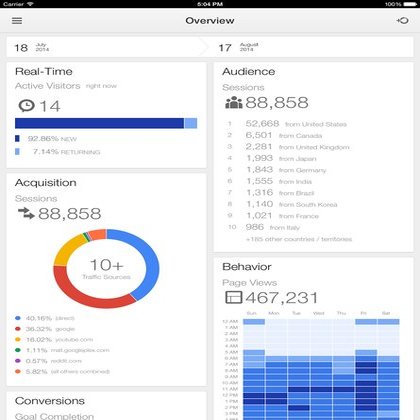 Carrier 5:04 PM 100%
Overview
18 July 2014
17 August 2014
Real-Time
Active Visitors right now
14
92.86% NEW
7.14% RETURNING
Acquisition
Sessions
88,858
10+
Traffic Sources
40.16% (direct)
36.32% google
16.02% youtube.com
1.11% matt.googleplex.com
0.57% reddit.com
5.82% (all others combined)
Conversions
Goal Completion
Audience
Sessions
88,858
1 52,668 from United States
2 6,501 from Canada
3 2,281 from United Kingdom
4 1,993 from Japan
5 1,843 from Germany
6 1,555 from India
7 1,316 from Brazil
8 1,140 from South Korea
9 1,021 from France
10 986 from Italy
+185 other countries / territories
Behavior
Page Views
467,231
Sun Mon Tue Wed Thu Fri Sat
12 AM
1 AM
2 AM
3 AM
4 AM
5 AM
6 AM
7 AM
8 AM
9 AM
10 AM
11 AM
12 PM
1 PM
2 PM
3 PM